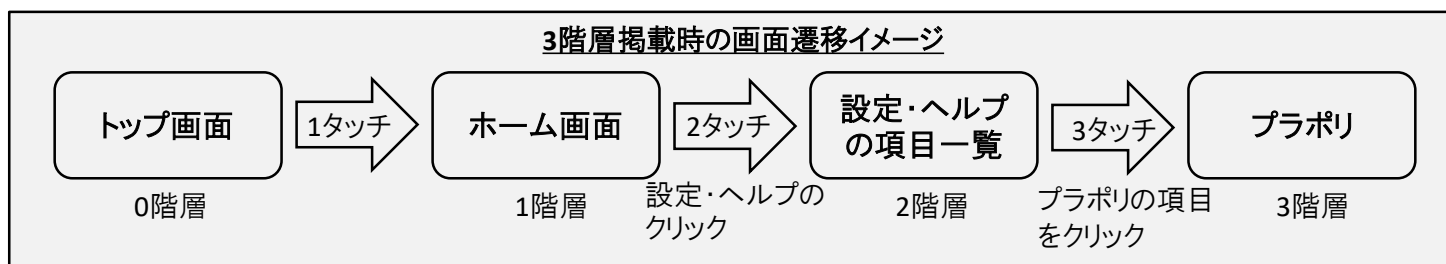 3階層掲載時の画面遷移イメージ
トップ画面
1タッチ
ホーム画面
2タッチ
設定・ヘルプ
の項目一覧
3タッチ
プラポリ
0階層
1階層
設定・ヘルプの
クリック
2階層
プラポリの項目
をクリック
3階層